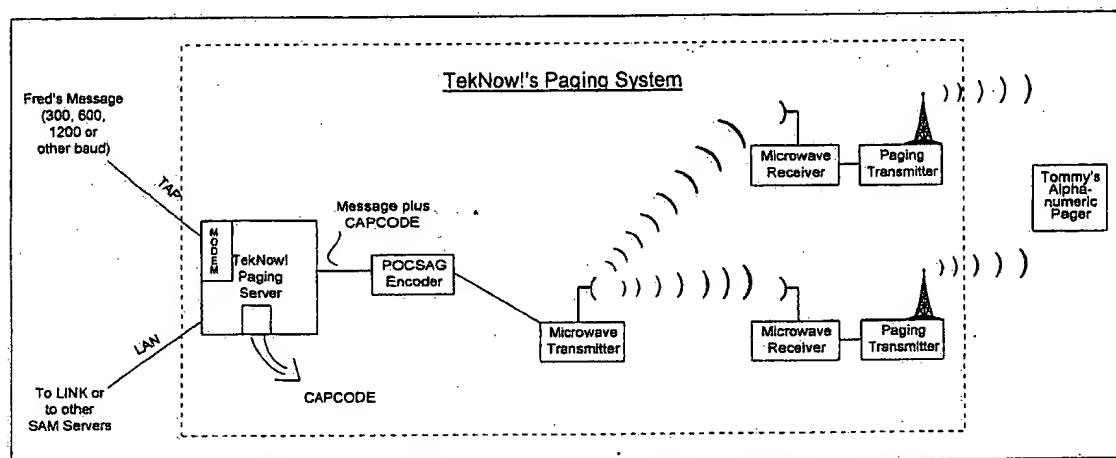 TekNow!'s Paging System
Fred's Message
(300, 600,
1200 or
other baud)
TAP
MODEM
TekNow!
Paging
Server
LAN
To LINK or
to other
SAM Servers
CAPCODE
Message plus
CAPCODE
POCSAG
Encoder
Microwave
Transmitter
Microwave
Receiver
Paging
Transmitter
Microwave
Receiver
Paging
Transmitter
Tommy's
Alpha-
numeric
Pager